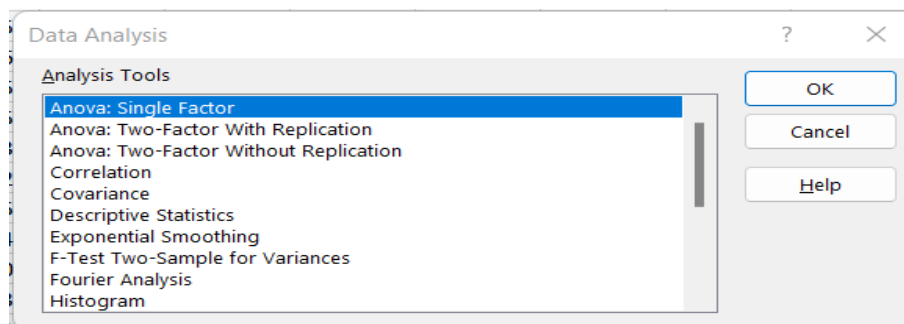 Data Analysis
?
Analysis Tools
Anova: Single Factor
Anova: Two-Factor With Replication
Anova: Two-Factor Without Replication
Correlation
Covariance
Descriptive Statistics
Exponential Smoothing
F-Test Two-Sample for Variances
Fourier Analysis
Histogram
OK
Cancel
Help